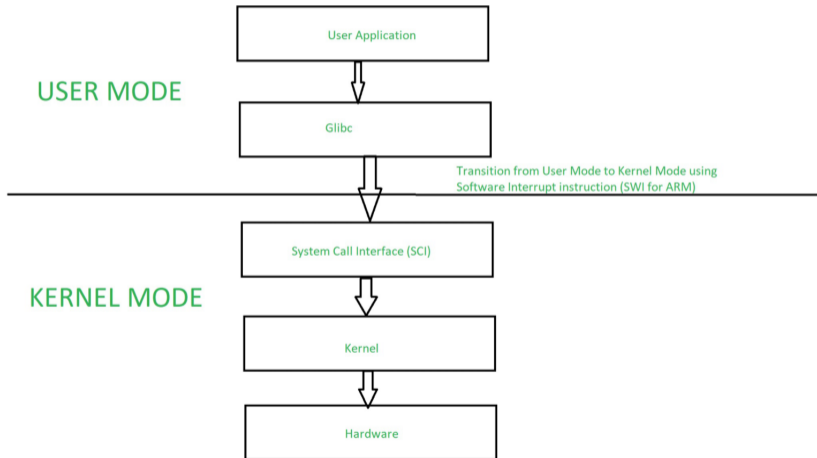 User Application
USER MODE
Glibc
Transition from User Mode to Kernel Mode using
Software Interrupt instruction (SWI for ARM)
System Call Interface (SCI)
KERNEL MODE
Kernel
Hardware